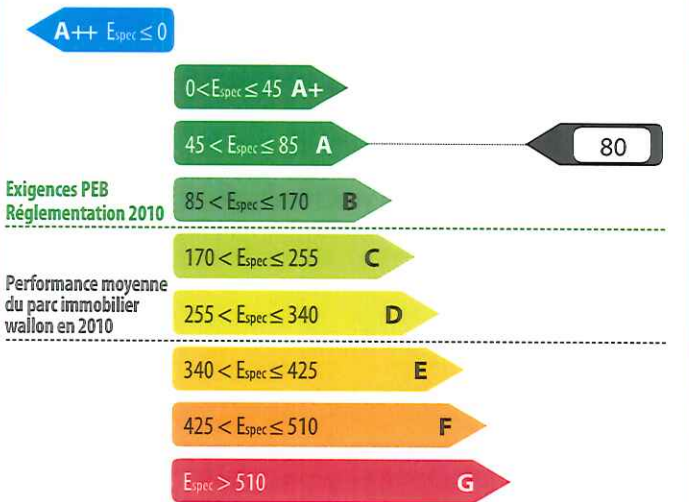 A++ Espec ≤ 0
0<Espec ≤ 45 A+
45 < Espec ≤ 85 A
80
Exigences PEB
Réglementation 2010
85 < Espec ≤ 170 B
170 < Espec ≤ 255 C
Performance moyenne
du parc immobilier
wallon en 2010
255 < Espec ≤ 340 D
340 < Espec ≤ 425 E
425 < Espec ≤ 510 F
Espec > 510 G